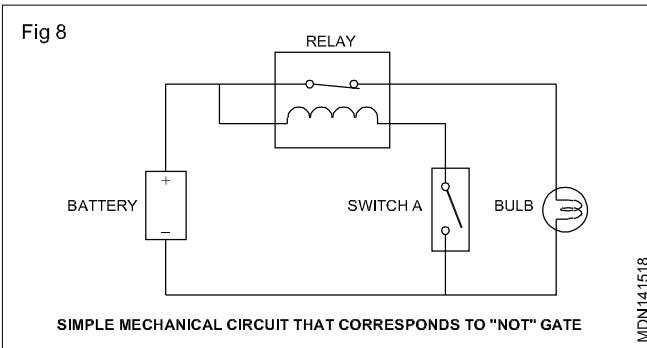 Fig 8
RELAY
+
BATTERY
SWITCH A
BULB
–
SIMPLE MECHANICAL CIRCUIT THAT CORRESPONDS TO "NOT" GATE
MDN141518